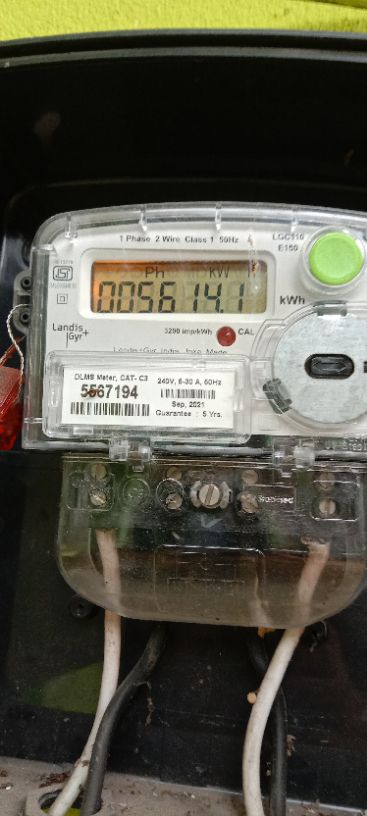 1 Phase 2 Wire Class 1 50Hz
LGC110
E150
Ph kW H
005614.1
kWh
Landis+
Gyr
3200 imp/kWh
CAL
DLMS Meter, CAT- C3
240V, 5-30 A, 50Hz
5567194
Sep, 2021
Guarantee : 5 Yrs.